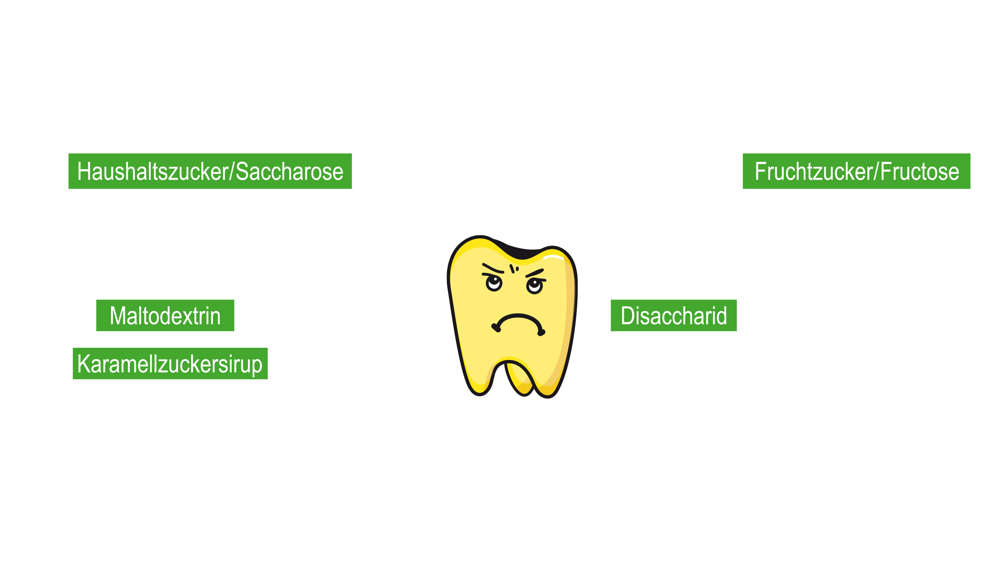 Haushaltszucker/Saccharose
Fruchtzucker/Fructose
Maltodextrin
Disaccharid
Karamellzuckersirup